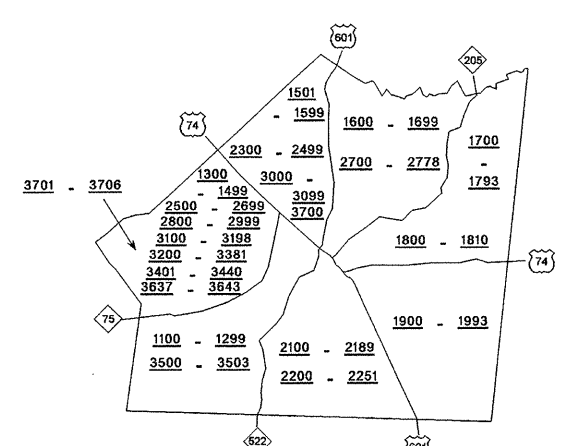 601
205
1501
- 1599
74
1600 - 1699
1700
-
1793
2300 - 2499
2700 - 2778
1300
- 1499
3000 -
3099
3700
3701 - 3706
2500 - 2699
2800 - 2999
3100 - 3198
3200 - 3381
3401 - 3440
3637 - 3643
1800 - 1810
74
75
1900 - 1993
1100 - 1299
3500 - 3503
2100 - 2189
2200 - 2251
522
601